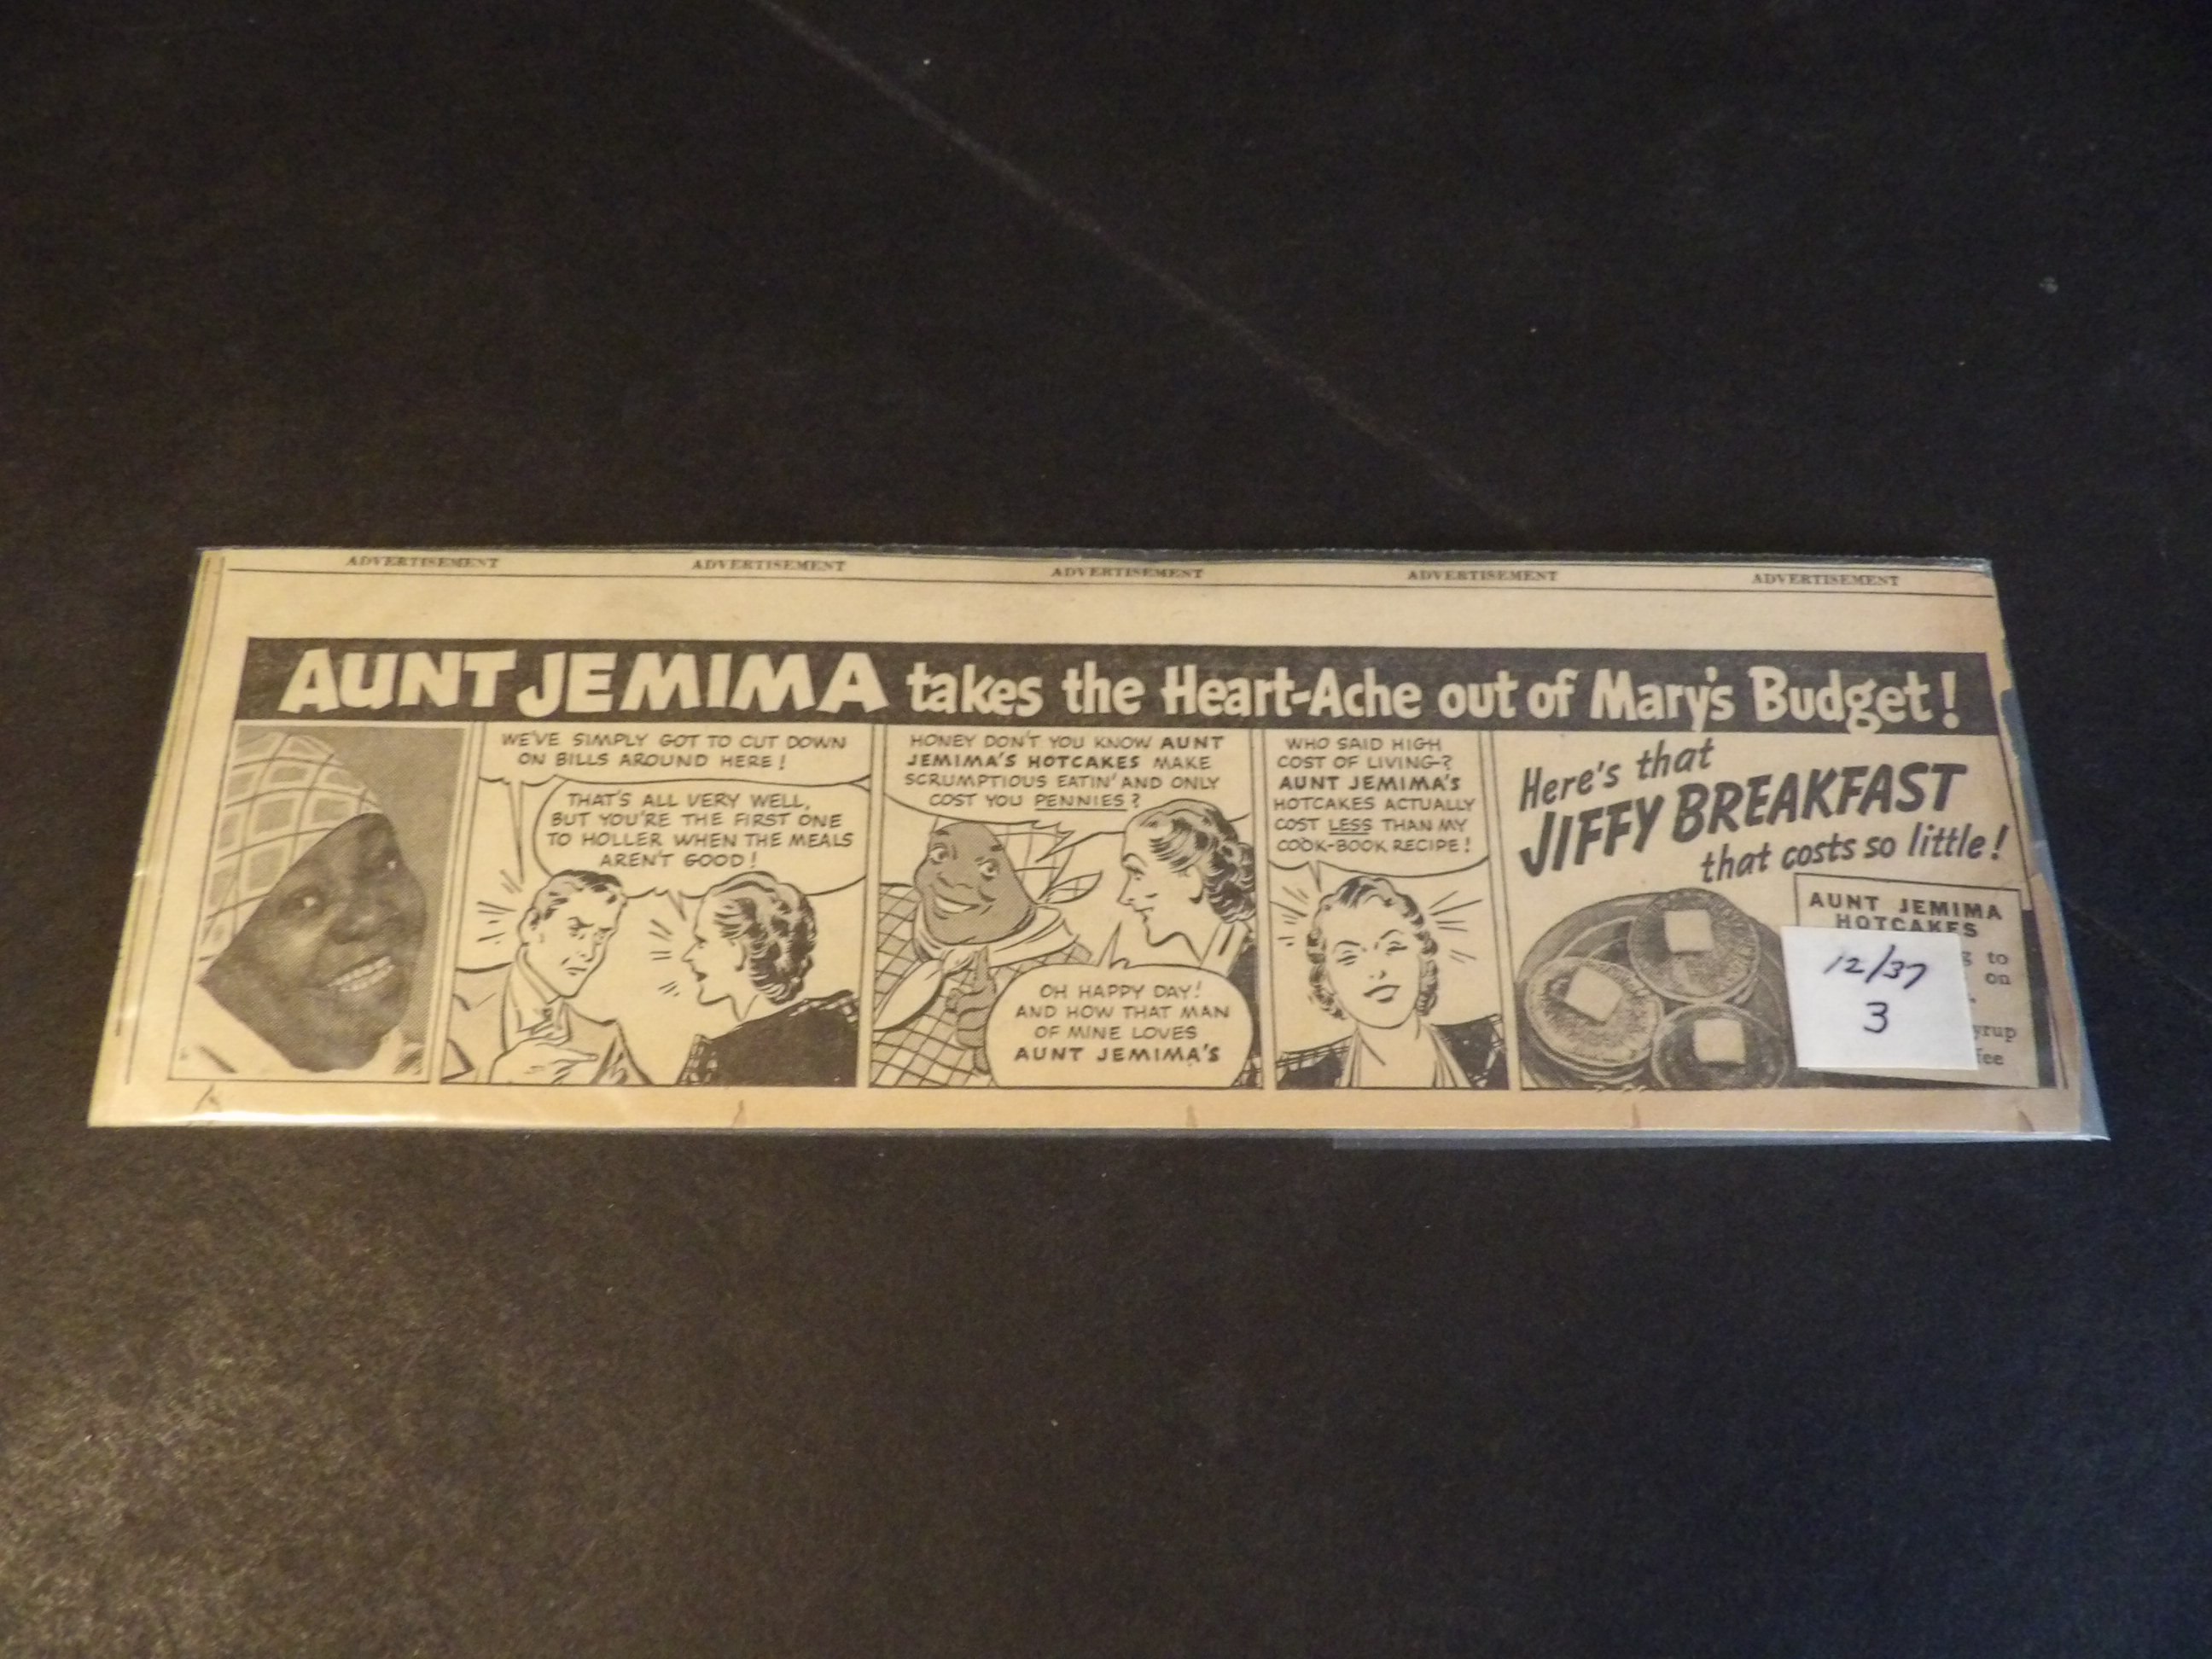 ADVERTISEMENT ADVERTISEMENT ADVERTISEMENT ADVERTISEMENT ADVERTISEMENT
AUNT JEMIMA takes the Heart-Ache out of Mary's Budget!
WE'VE SIMPLY GOT TO CUT DOWN
ON BILLS AROUND HERE!
THAT'S ALL VERY WELL,
BUT YOU'RE THE FIRST ONE
TO HOLLER WHEN THE MEALS
AREN'T GOOD!
HONEY DON'T YOU KNOW AUNT
JEMIMA'S HOTCAKES MAKE
SCRUMPTIOUS EATIN' AND ONLY
COST YOU PENNIES?
OH HAPPY DAY!
AND HOW THAT MAN
OF MINE LOVES
AUNT JEMIMA'S
WHO SAID HIGH
COST OF LIVING-?
AUNT JEMIMA'S
HOTCAKES ACTUALLY
COST LESS THAN MY
COOK-BOOK RECIPE!
Here's that
JIFFY BREAKFAST
that costs so little!
AUNT JEMIMA
HOTCAKES
to
on
12/37
3